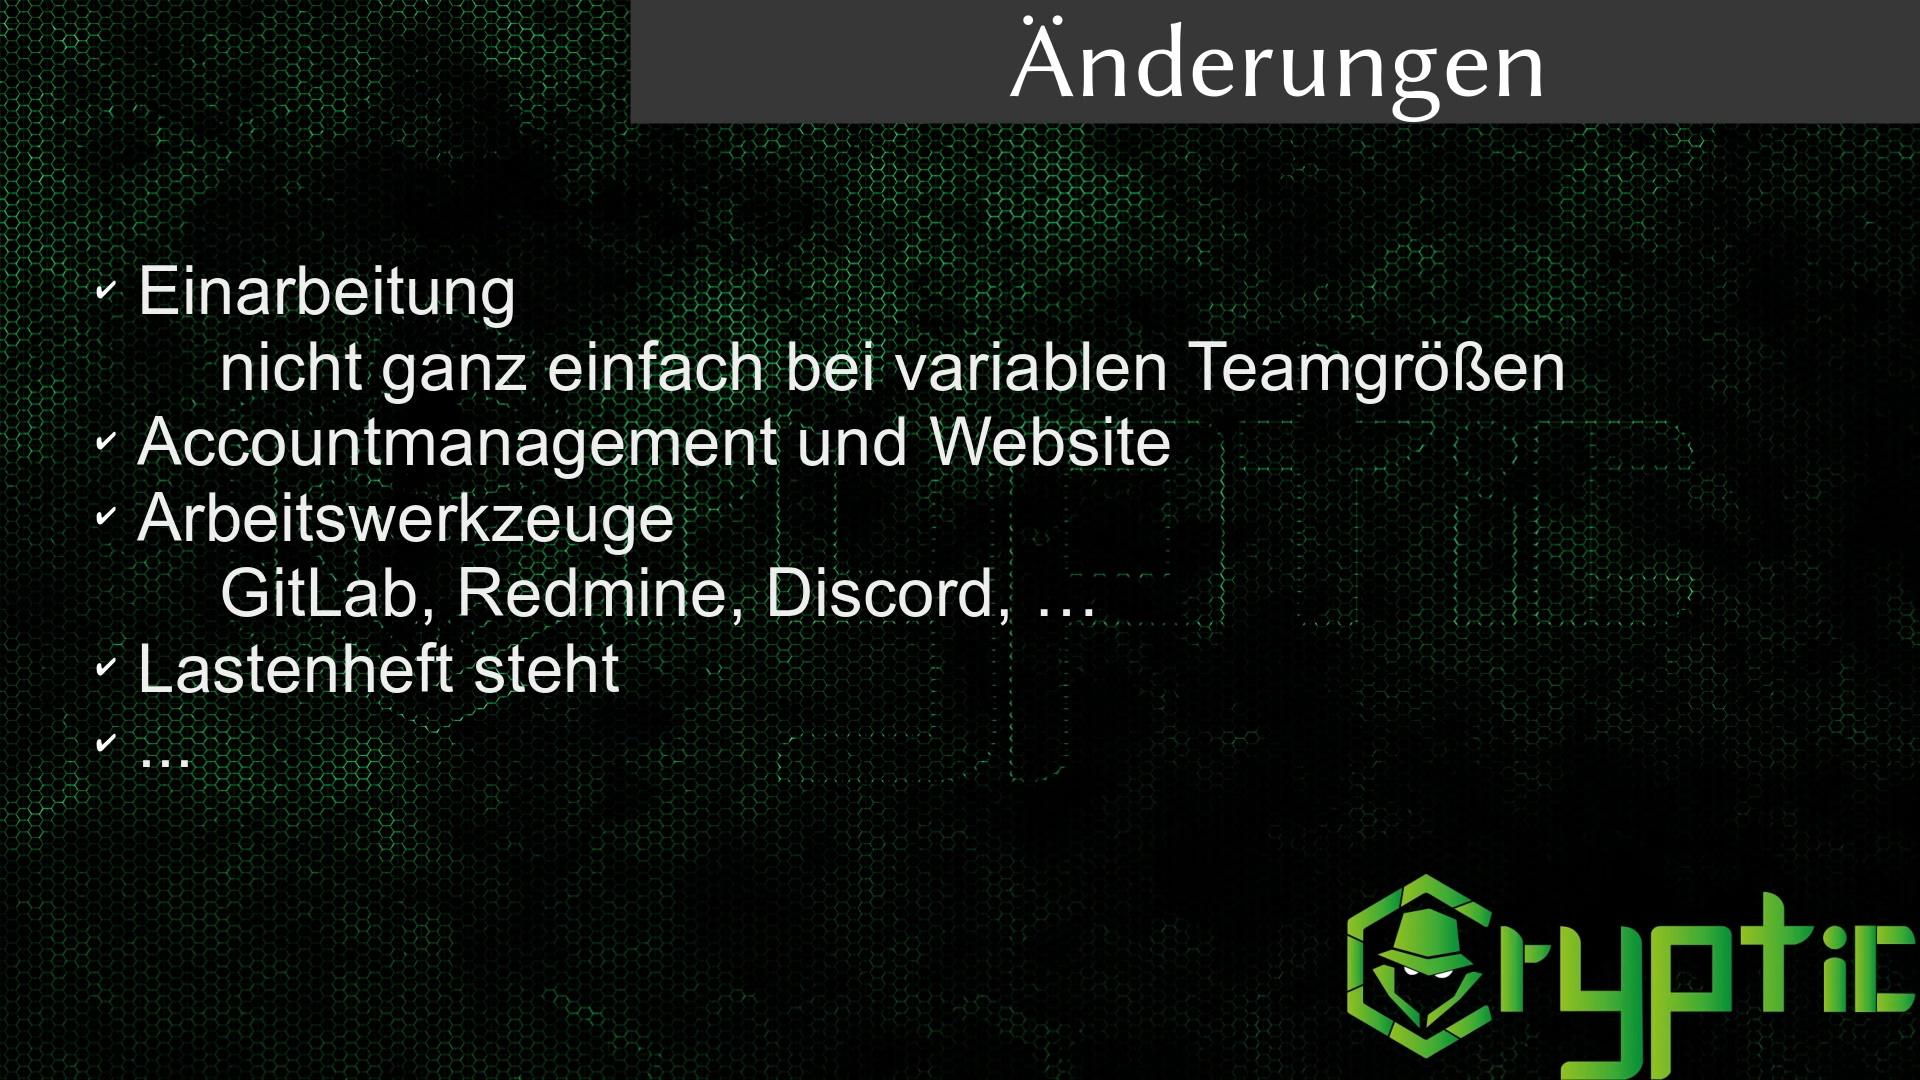 Änderungen
✔ Einarbeitung
nicht ganz einfach bei variablen Teamgrößen
✔ Accountmanagement und Website
✔ Arbeitswerkzeuge
GitLab, Redmine, Discord, …
✔ Lastenheft steht
✔ ...
Cryptic